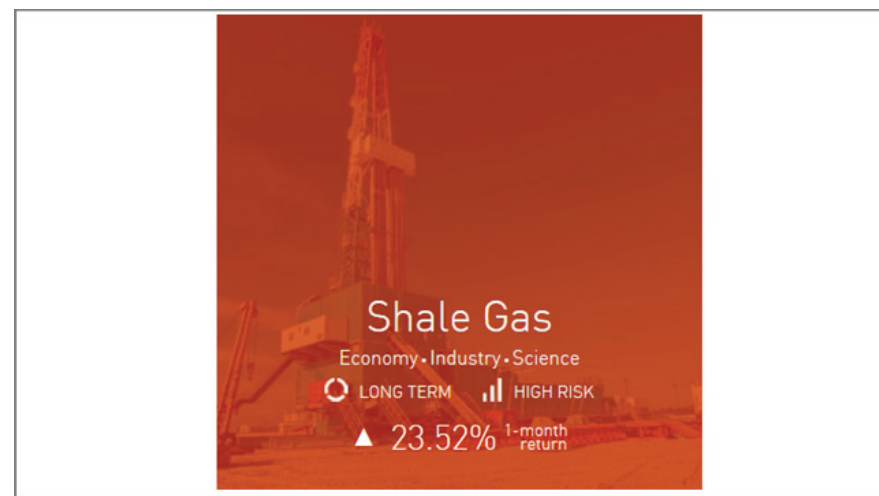 Shale Gas
Economy • Industry • Science
LONG TERM HIGH RISK
▲ 23.52% 1-month return